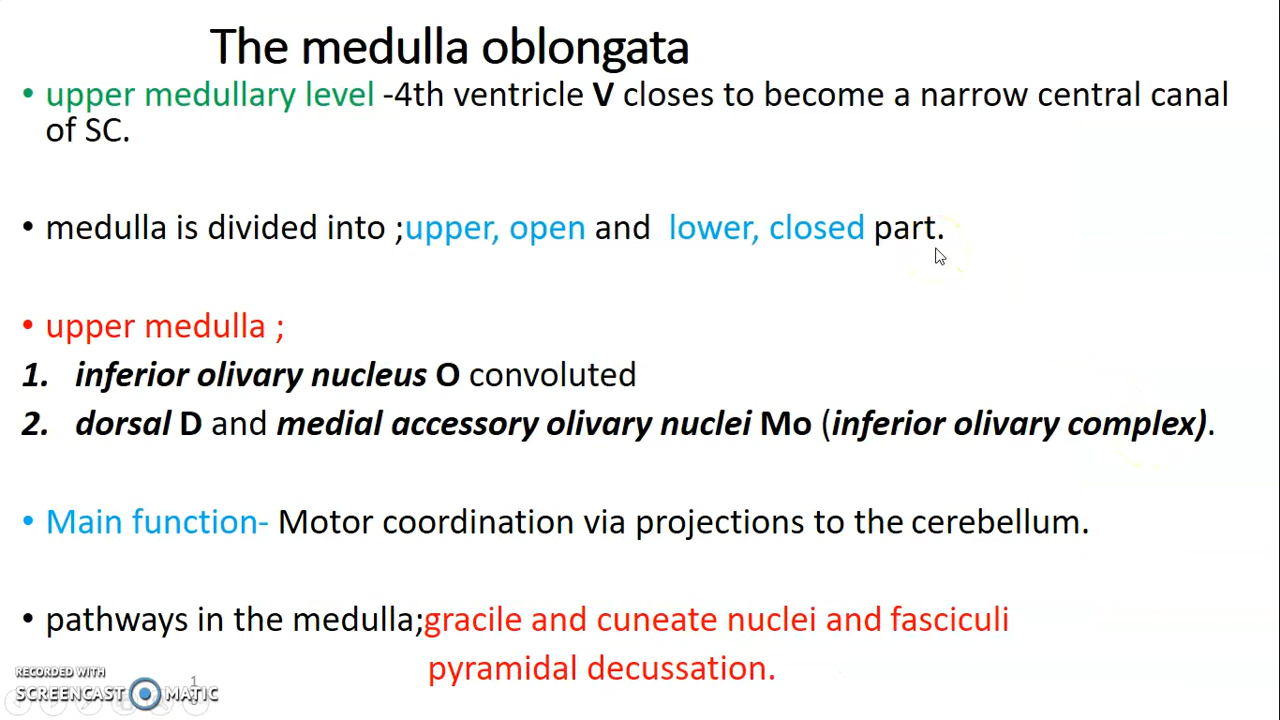 The medulla oblongata
• upper medullary level -4th ventricle V closes to become a narrow central canal
of SC.
• medulla is divided into ;upper, open and lower, closed part.
• upper medulla ;
1. inferior olivary nucleus O convoluted
2. dorsal D and medial accessory olivary nuclei Mo (inferior olivary complex).
• Main function- Motor coordination via projections to the cerebellum.
• pathways in the medulla;gracile and cuneate nuclei and fasciculi
pyramidal decussation.
RECORDED WITH
SCREENCAST MATIC
1